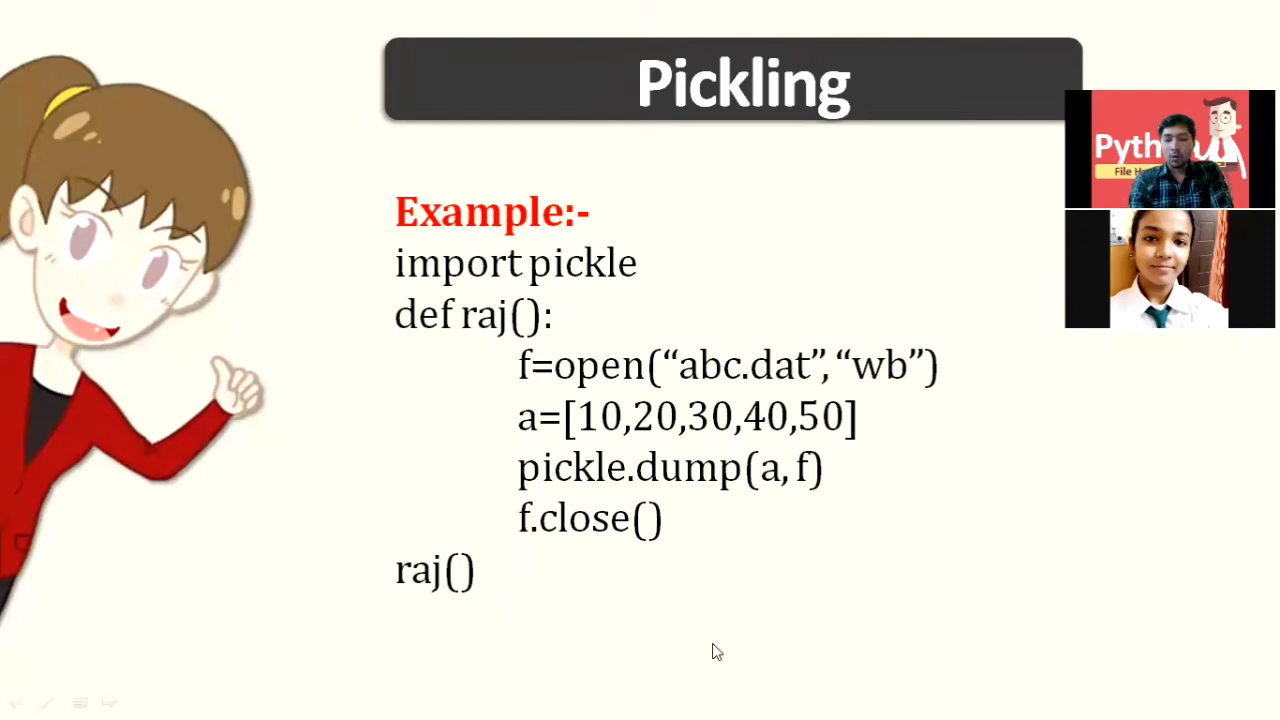 Pickling
Example:-
import pickle
def raj():
f=open(“abc.dat”, “wb”)
a=[10,20,30,40,50]
pickle.dump(a, f)
f.close()
raj()
Pyth
File H